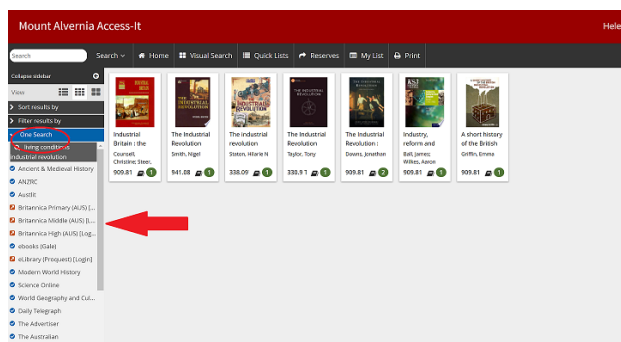 Mount Alvernia Access-It
Hele
Search
Search
Home
Visual Search
Quick Lists
Reserves
My List
Print
Collapse sidebar
View
Sort results by
Filter results by
One Search
living conditions
industrial revolution
Ancient & Medieval History
ANZRC
Austlit
Britannica Primary (AUS) [...
Britannica Middle (AUS) [L...
Britannica High (AUS) [Log...
ebooks (Gale)
eLibrary (Proquest) [Login]
Modern World History
Science Online
World Geography and Cul...
Daily Telegraph
The Advertiser
The Australian
Industrial
Britain : the
Counsell,
Christine; Steer,
909.81
1
The Industrial
Revolution
Smith, Nigel
941.08
1
The industrial
revolution
Staton, Hilarie N
338.09
1
The Industrial
Revolution
Taylor, Tony
330.9 T
1
The Industrial
Revolution :
Downs, Jonathan
909.81
2
Industry,
reform and
Ball, James;
Wilkes, Aaron
909.81
1
A short history
of the British
Griffin, Emma
909.81
1